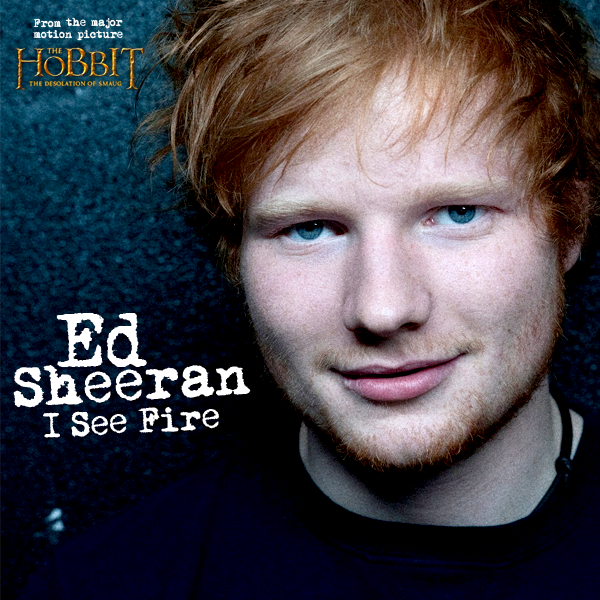 From the major
motion picture
THE
HOBBIT
THE DESOLATION OF SMAUG
Ed
Sheeran
I See Fire